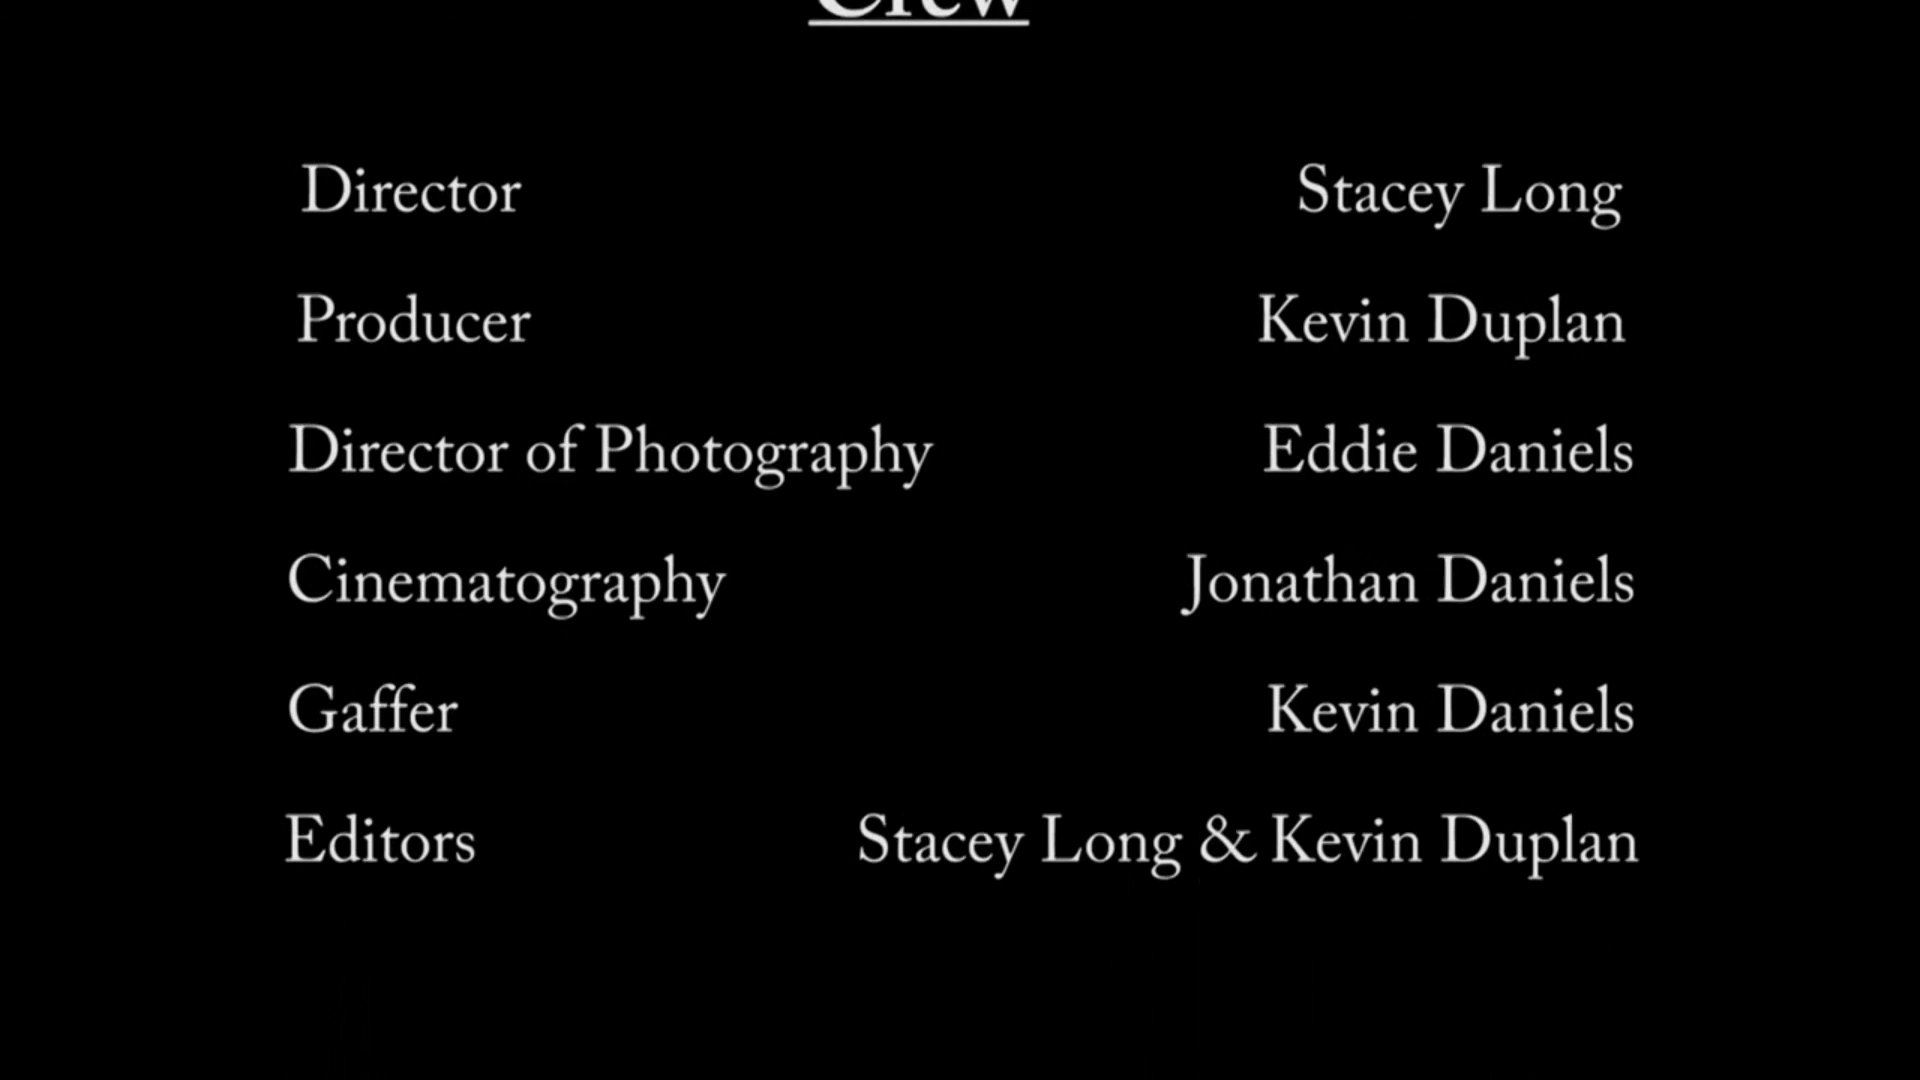 Crew
Director Stacey Long
Producer Kevin Duplan
Director of Photography Eddie Daniels
Cinematography Jonathan Daniels
Gaffer Kevin Daniels
Editors Stacey Long & Kevin Duplan